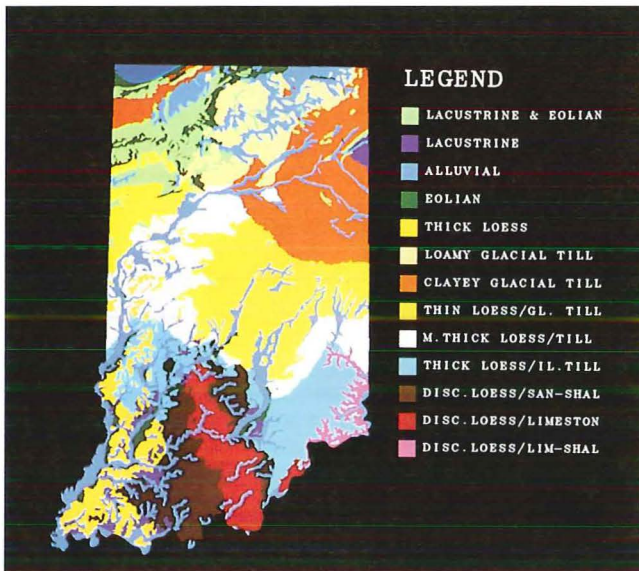 LEGEND
LACUSTRINE & EOLIAN
LACUSTRINE
ALLUVIAL
EOLIAN
THICK LOESS
LOAMY GLACIAL TILL
CLAYEY GLACIAL TILL
THIN LOESS/GL. TILL
M.THICK LOESS/TILL
THICK LOESS/IL.TILL
DISC.LOESS/SAN-SHAL
DISC.LOESS/LIMESTON
DISC.LOESS/LIM-SHAL